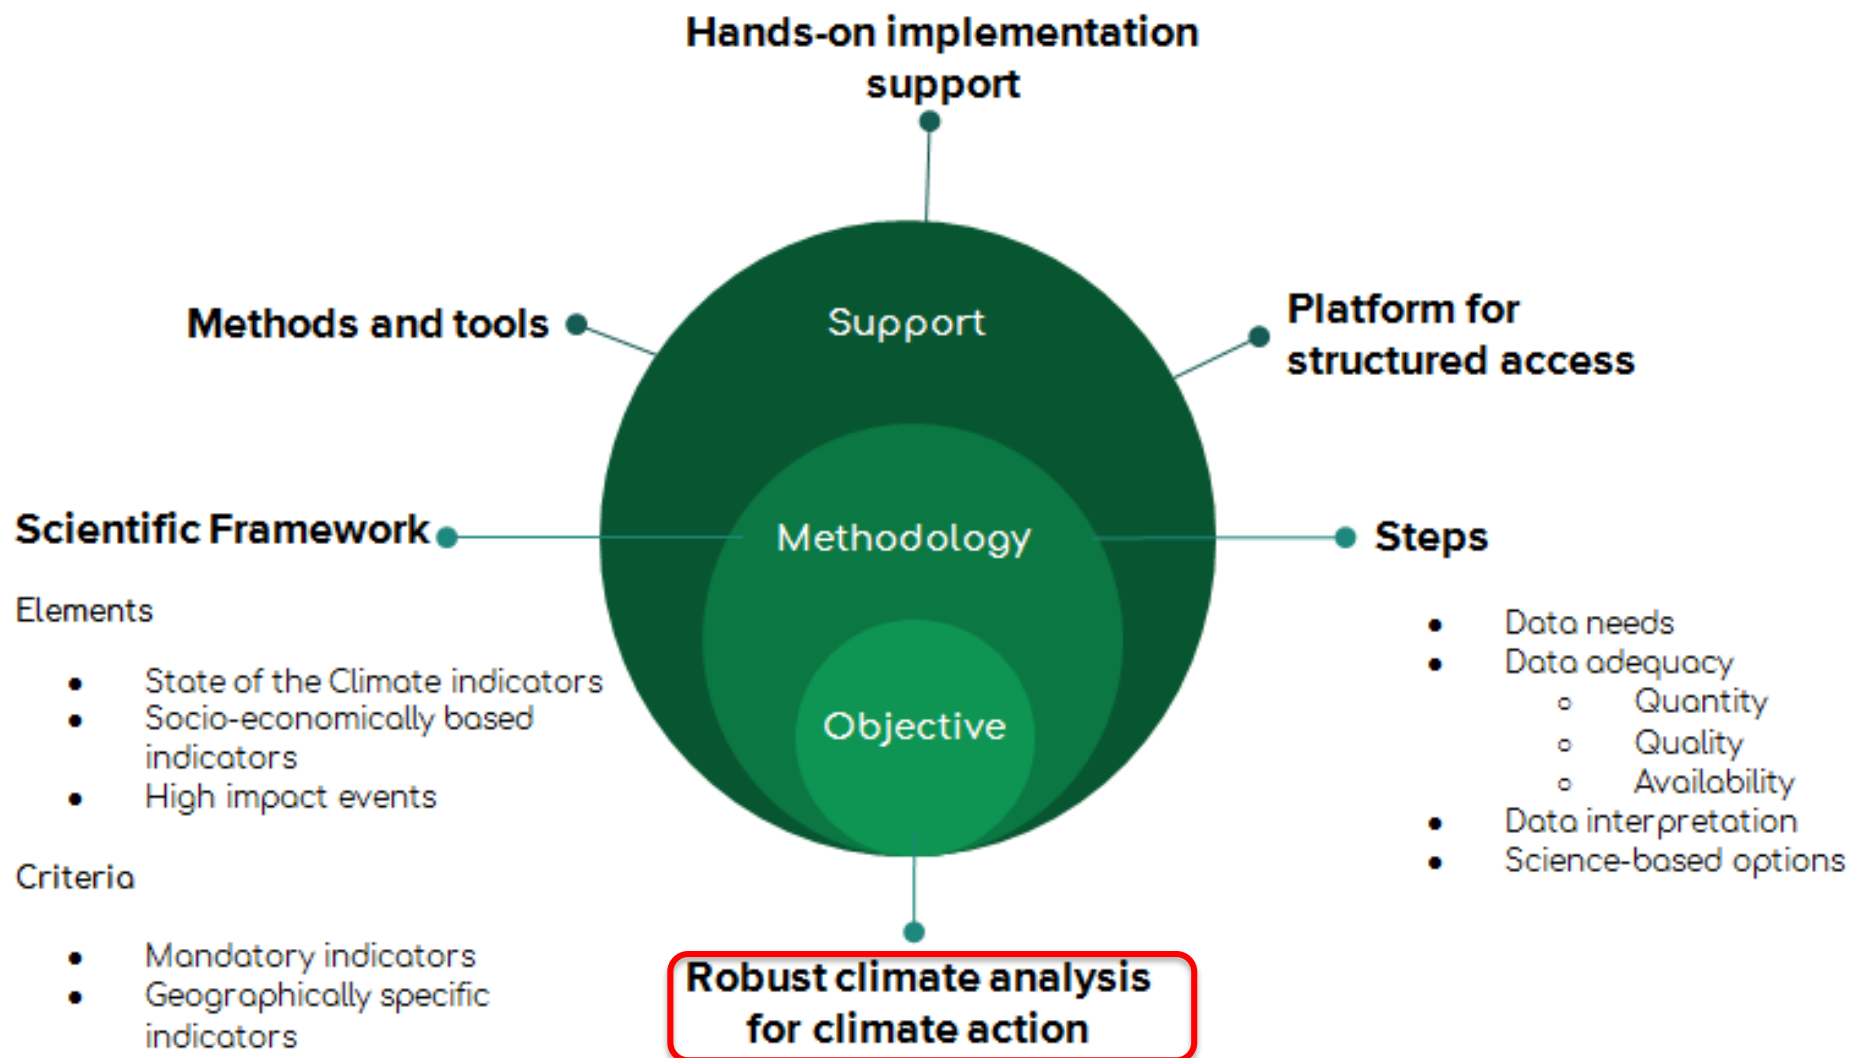 Hands-on implementation
support
Methods and tools
Support
Platform for
structured access
Scientific Framework
Methodology
Steps
Elements
● State of the Climate indicators
● Socio-economically based
indicators
● High impact events
Criteria
● Mandatory indicators
● Geographically specific
indicators
Objective
● Data needs
● Data adequacy
○ Quantity
○ Quality
○ Availability
● Data interpretation
● Science-based options
Robust climate analysis
for climate action